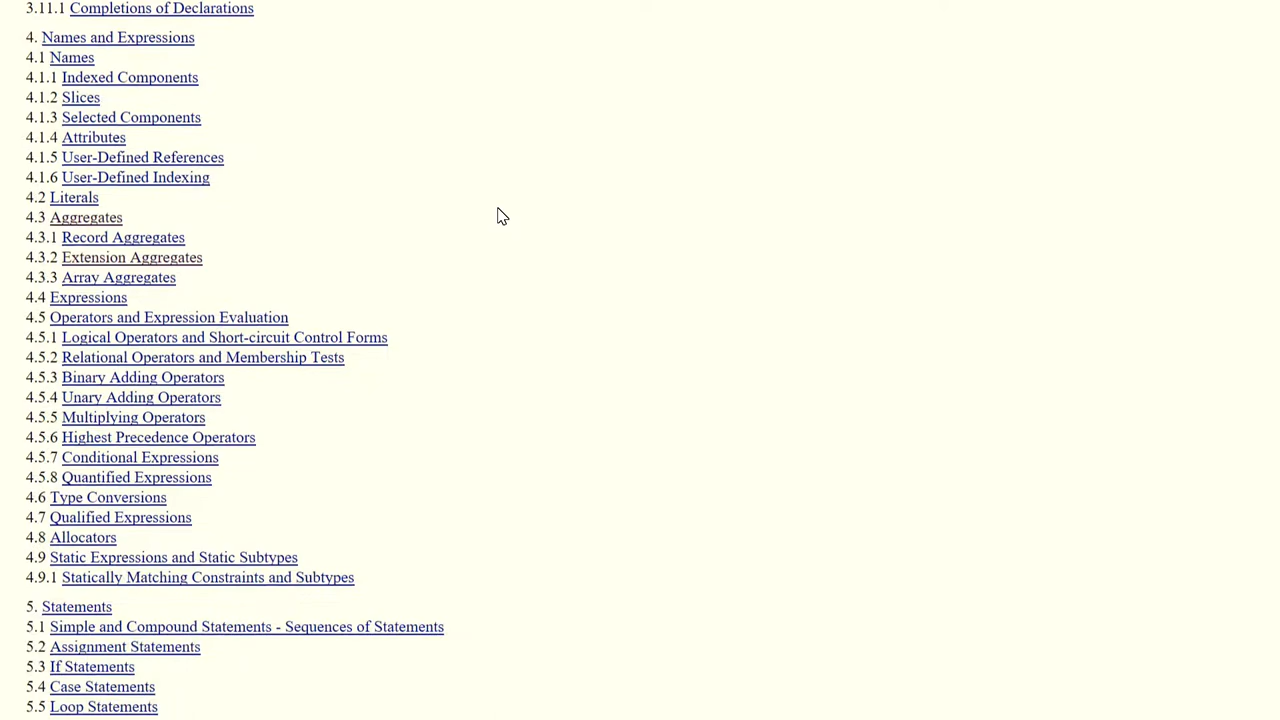 3.11.1 Completions of Declarations
4. Names and Expressions
4.1 Names
4.1.1 Indexed Components
4.1.2 Slices
4.1.3 Selected Components
4.1.4 Attributes
4.1.5 User-Defined References
4.1.6 User-Defined Indexing
4.2 Literals
4.3 Aggregates
4.3.1 Record Aggregates
4.3.2 Extension Aggregates
4.3.3 Array Aggregates
4.4 Expressions
4.5 Operators and Expression Evaluation
4.5.1 Logical Operators and Short-circuit Control Forms
4.5.2 Relational Operators and Membership Tests
4.5.3 Binary Adding Operators
4.5.4 Unary Adding Operators
4.5.5 Multiplying Operators
4.5.6 Highest Precedence Operators
4.5.7 Conditional Expressions
4.5.8 Quantified Expressions
4.6 Type Conversions
4.7 Qualified Expressions
4.8 Allocators
4.9 Static Expressions and Static Subtypes
4.9.1 Statically Matching Constraints and Subtypes
5. Statements
5.1 Simple and Compound Statements - Sequences of Statements
5.2 Assignment Statements
5.3 If Statements
5.4 Case Statements
5.5 Loop Statements